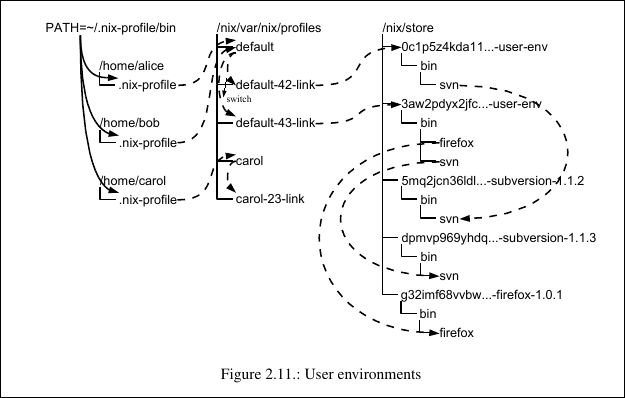 PATH=~/.nix-profile/bin
/home/alice
.nix-profile
/home/bob
.nix-profile
/home/carol
.nix-profile
/nix/var/nix/profiles
default
default-42-link
switch
default-43-link
carol
carol-23-link
/nix/store
0c1p5z4kda11...-user-env
bin
svn
3aw2pdyx2jfc...-user-env
bin
firefox
svn
5mq2jcn36ldl...-subversion-1.1.2
bin
svn
dpmvp969yhdq...-subversion-1.1.3
bin
svn
g32imf68vvbw...-firefox-1.0.1
bin
firefox
Figure 2.11.: User environments